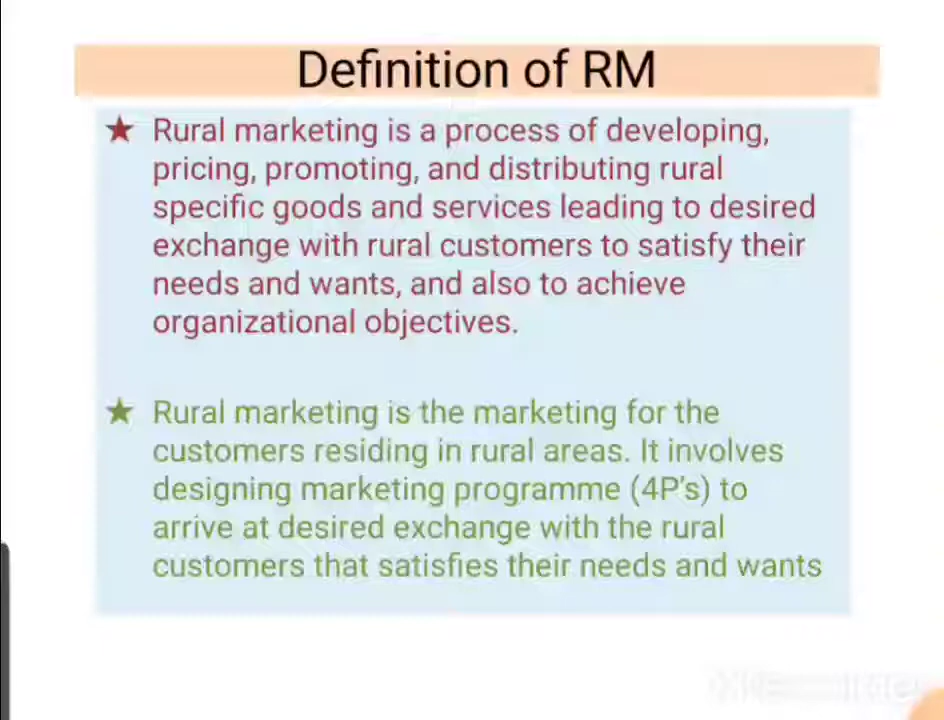 Definition of RM
★ Rural marketing is a process of developing,
pricing, promoting, and distributing rural
specific goods and services leading to desired
exchange with rural customers to satisfy their
needs and wants, and also to achieve
organizational objectives.
★ Rural marketing is the marketing for the
customers residing in rural areas. It involves
designing marketing programme (4P's) to
arrive at desired exchange with the rural
customers that satisfies their needs and wants